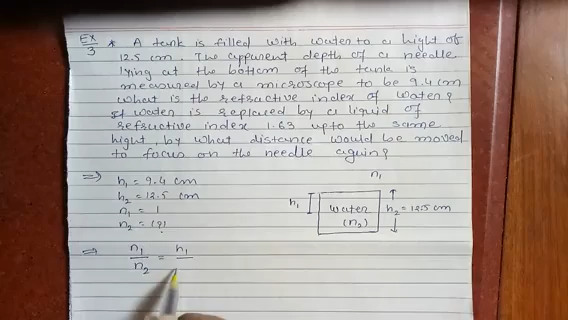 Ex 3 * A tank is filled with water to a hight of
12.5 cm. The apparent depth of a needle
lying at the bottom of the tank is
measured by a microscope to be 9.4 cm
what is the refractive index of water?
If water is replaced by a liquid of
refractive index 1.63 upto the same
hight, by what distance would be moved
to focus on the needle again?
n₁
⇒ h₁ = 9.4 cm
h₂ = 12.5 cm
n₁ = 1
n₂ = (?)
h₁ water (n₂) h₂ = 12.5 cm
⇒ n₁/n₂ = h₁